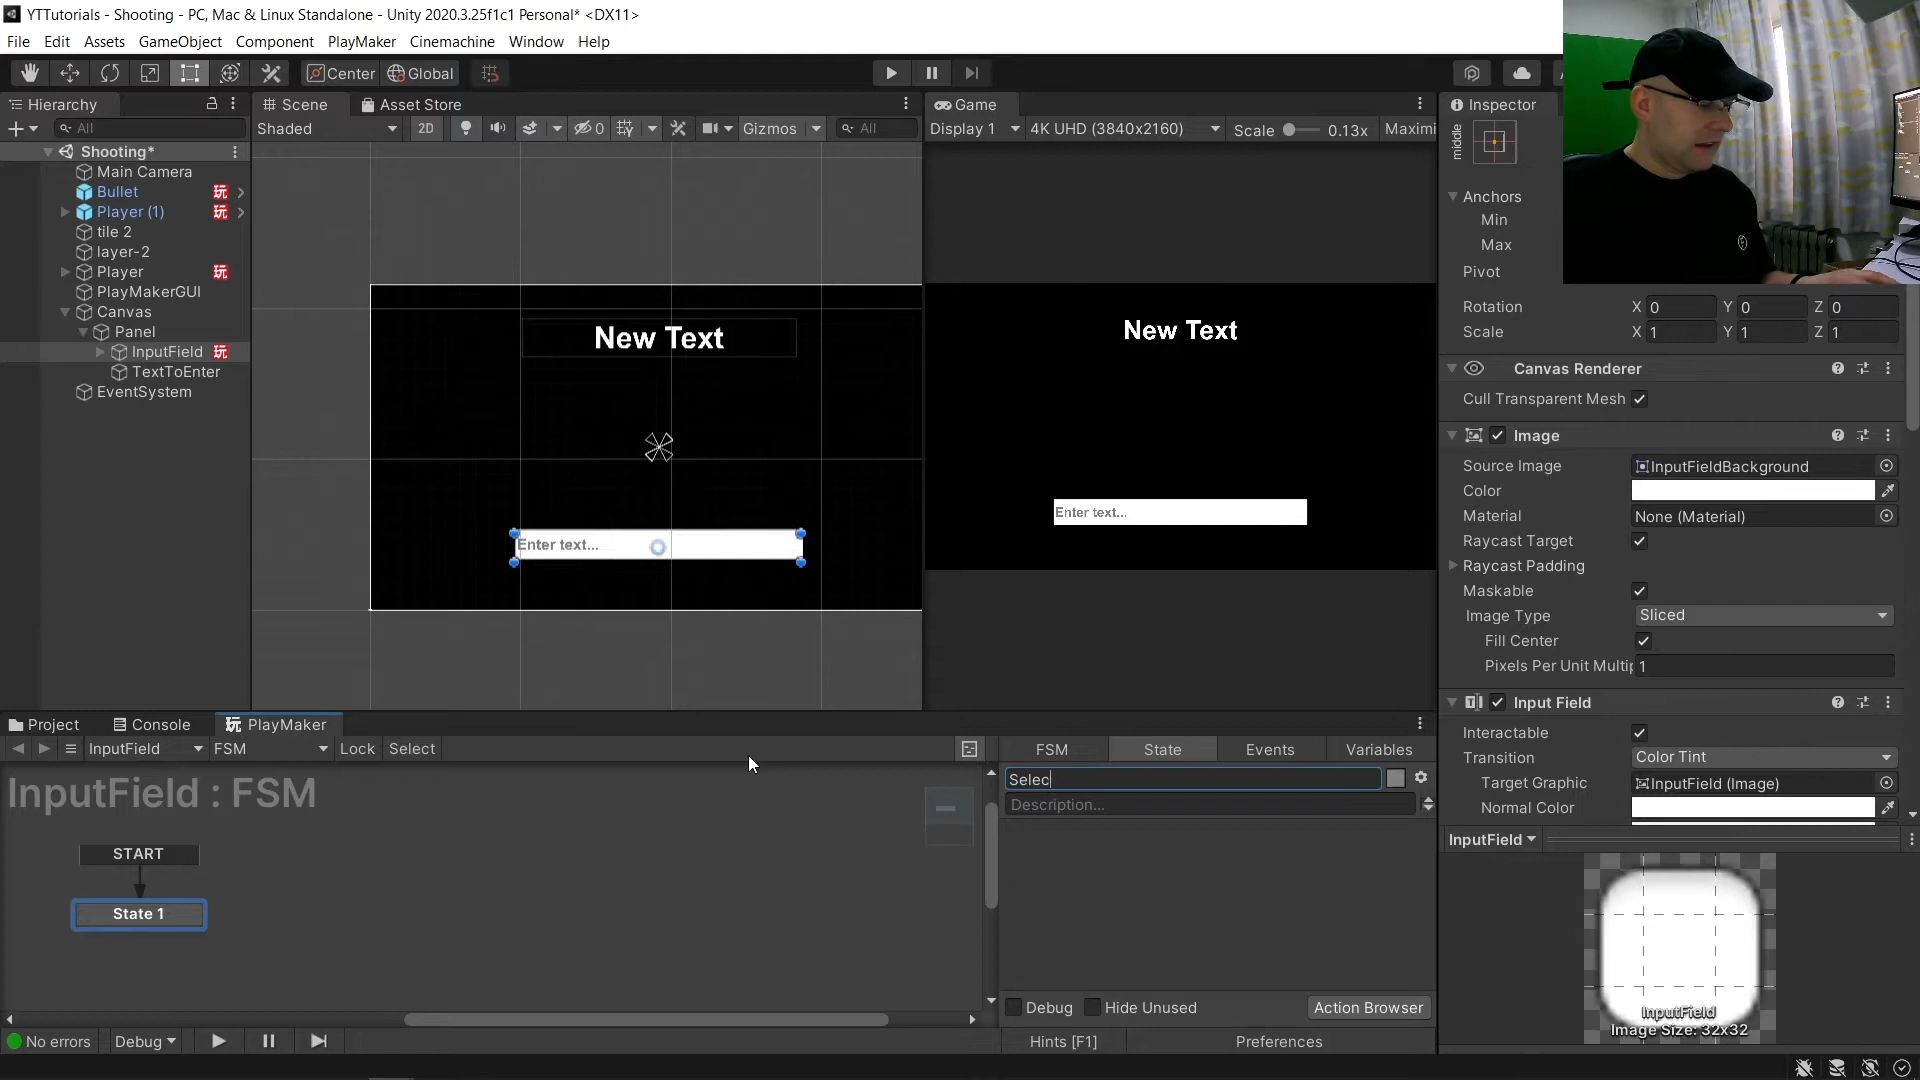 YTTutorials - Shooting - PC, Mac & Linux Standalone - Unity 2020.3.25f1c1 Personal* <DX11>
File Edit Assets GameObject Component PlayMaker Cinemachine Window Help
Center Global
Hierarchy
Scene
Asset Store
Game
Inspector
All
Shaded
2D
0
Gizmos
All
Display 1
4K UHD (3840x2160)
Scale
0.13x
Maximi
Shooting*
Main Camera
Bullet 玩
Player (1) 玩
tile 2
layer-2
Player 玩
PlayMakerGUI
Canvas
Panel
InputField 玩
TextToEnter
EventSystem
New Text
Enter text...
New Text
Enter text...
middle
Anchors
Min
Max
Pivot
Rotation X 0 Y 0 Z 0
Scale X 1 Y 1 Z 1
Canvas Renderer
Cull Transparent Mesh
Image
Source Image InputFieldBackground
Color
Material None (Material)
Raycast Target
Raycast Padding
Maskable
Image Type Sliced
Fill Center
Pixels Per Unit Multip 1
Input Field
Interactable
Transition Color Tint
Target Graphic InputField (Image)
Normal Color
InputField
InputField
Image Size: 32x32
Project
Console
玩 PlayMaker
InputField
FSM
Lock
Select
FSM
State
Events
Variables
InputField : FSM
START
State 1
Selec
Description...
Debug
Hide Unused
Action Browser
No errors
Debug
Hints [F1]
Preferences